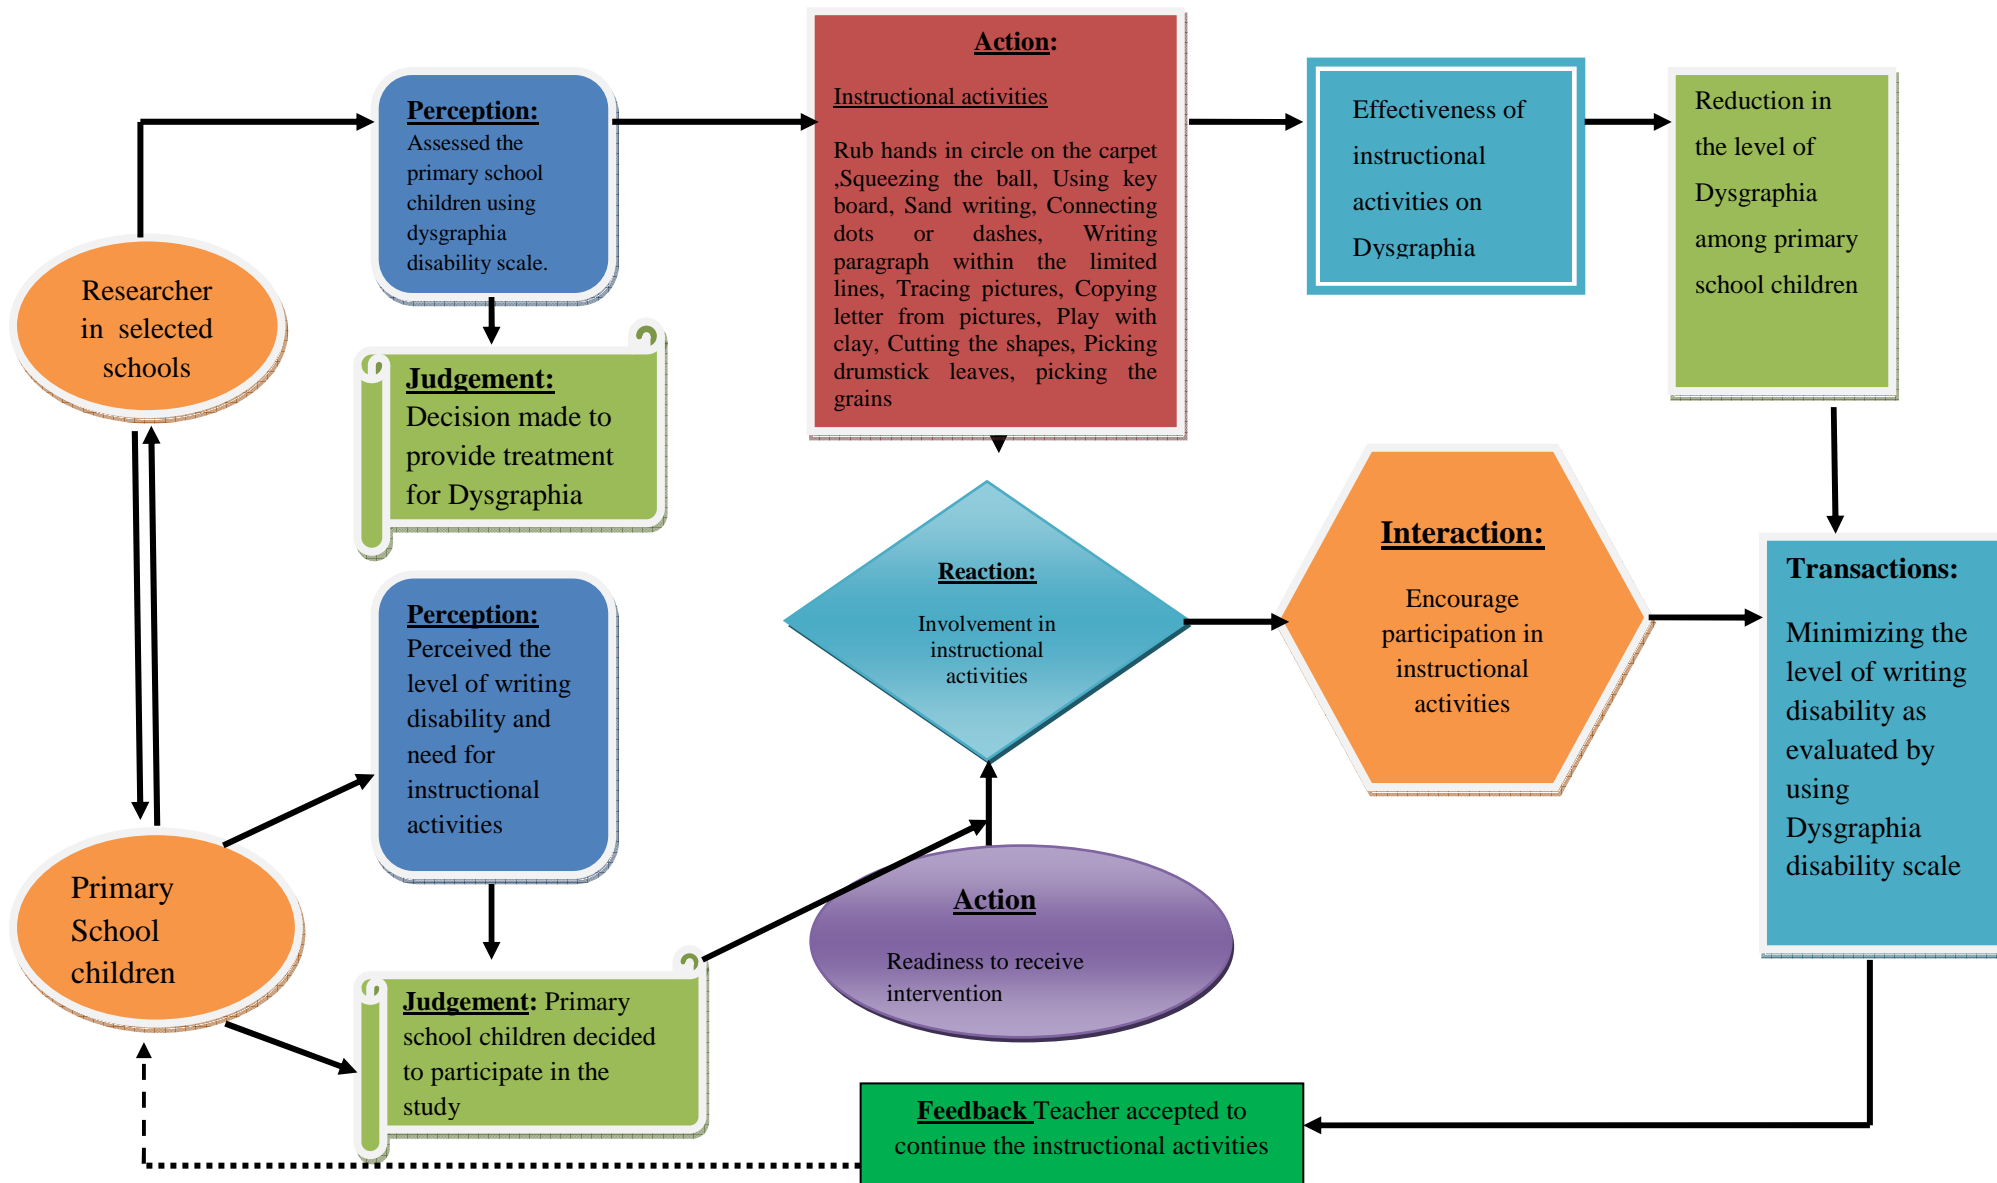 Action:
Instructional activities
Rub hands in circle on the carpet
,Squeezing the ball, Using key
board, Sand writing, Connecting
dots or dashes, Writing
paragraph within the limited
lines, Tracing pictures, Copying
letter from pictures, Play with
clay, Cutting the shapes, Picking
drumstick leaves, picking the
grains
Perception:
Assessed the
primary school
children using
dysgraphia
disability scale.
Effectiveness of
instructional
activities on
Dysgraphia
Reduction in
the level of
Dysgraphia
among primary
school children
Researcher
in selected
schools
Judgement:
Decision made to
provide treatment
for Dysgraphia
Reaction:
Involvement in
instructional
activities
Interaction:
Encourage
participation in
instructional
activities
Transactions:
Minimizing the
level of writing
disability as
evaluated by
using
Dysgraphia
disability scale
Perception:
Perceived the
level of writing
disability and
need for
instructional
activities
Primary
School
children
Action
Readiness to receive
intervention
Judgement: Primary
school children decided
to participate in the
study
Feedback Teacher accepted to
continue the instructional activities